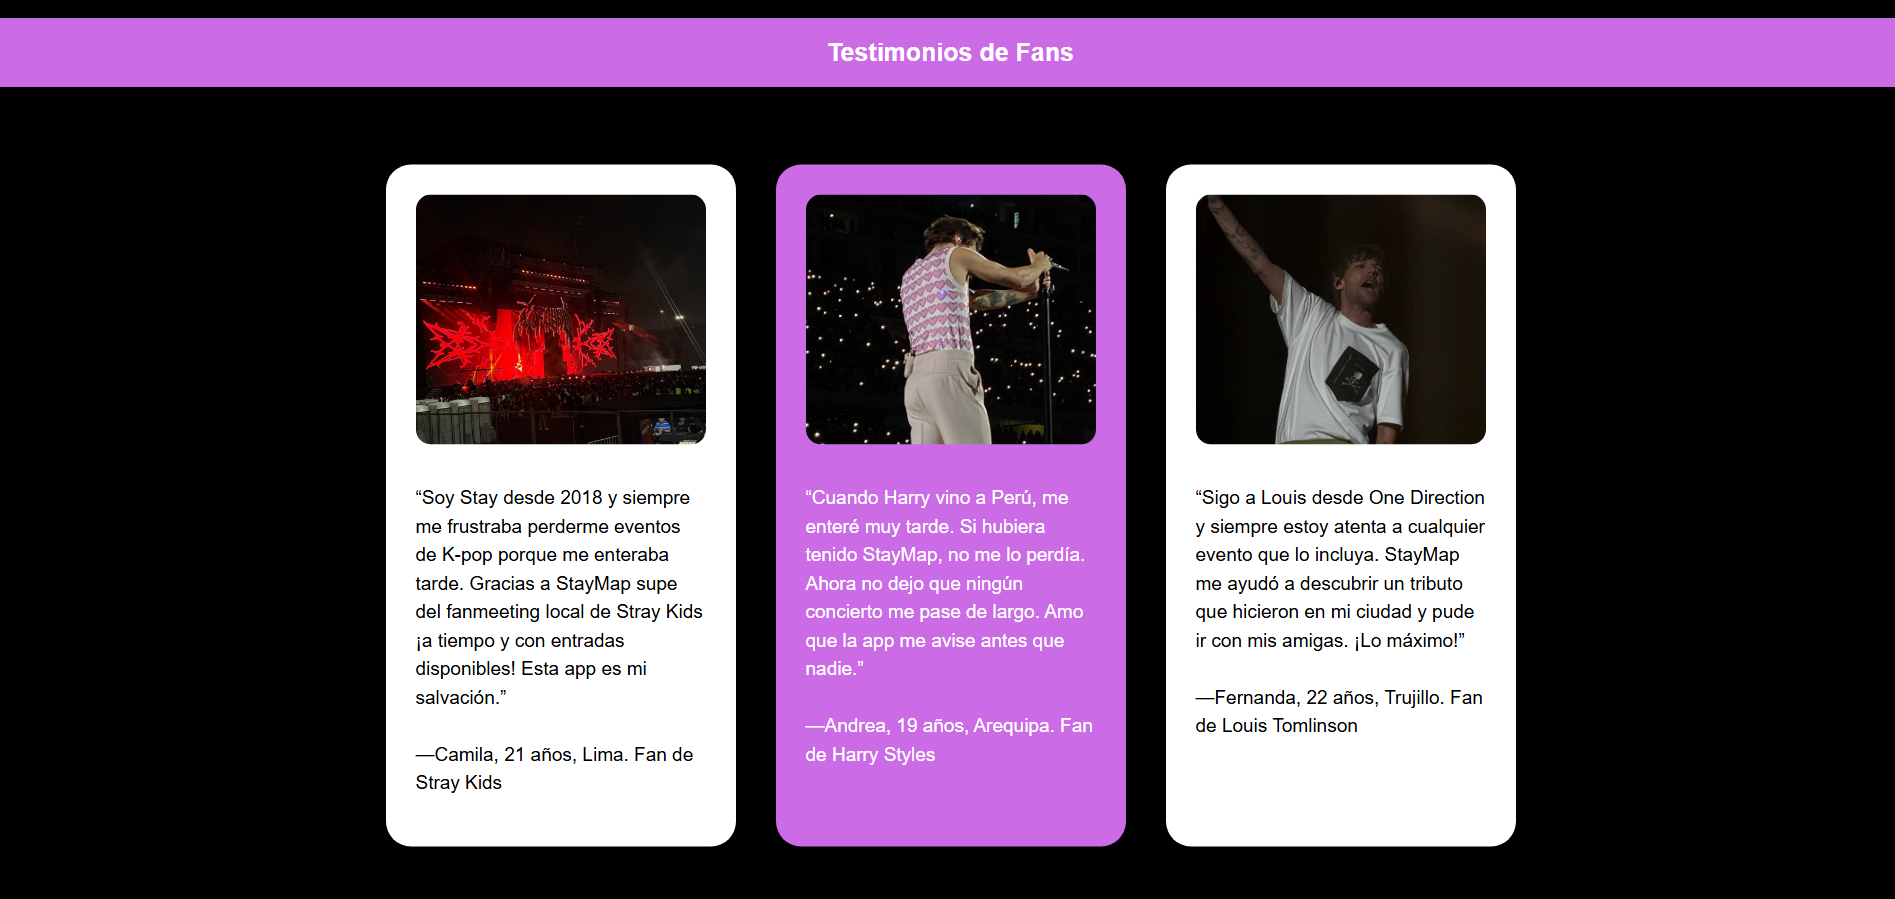 Testimonios de Fans
“Soy Stay desde 2018 y siempre
me frustraba perderme eventos
de K-pop porque me enteraba
tarde. Gracias a StayMap supe
del fanmeeting local de Stray Kids
¡a tiempo y con entradas
disponibles! Esta app es mi
salvación.”
—Camila, 21 años, Lima. Fan de
Stray Kids
“Cuando Harry vino a Perú, me
enteré muy tarde. Si hubiera
tenido StayMap, no me lo perdía.
Ahora no dejo que ningún
concierto me pase de largo. Amo
que la app me avise antes que
nadie.”
—Andrea, 19 años, Arequipa. Fan
de Harry Styles
“Sigo a Louis desde One Direction
y siempre estoy atenta a cualquier
evento que lo incluya. StayMap
me ayudó a descubrir un tributo
que hicieron en mi ciudad y pude
ir con mis amigas. ¡Lo máximo!”
—Fernanda, 22 años, Trujillo. Fan
de Louis Tomlinson